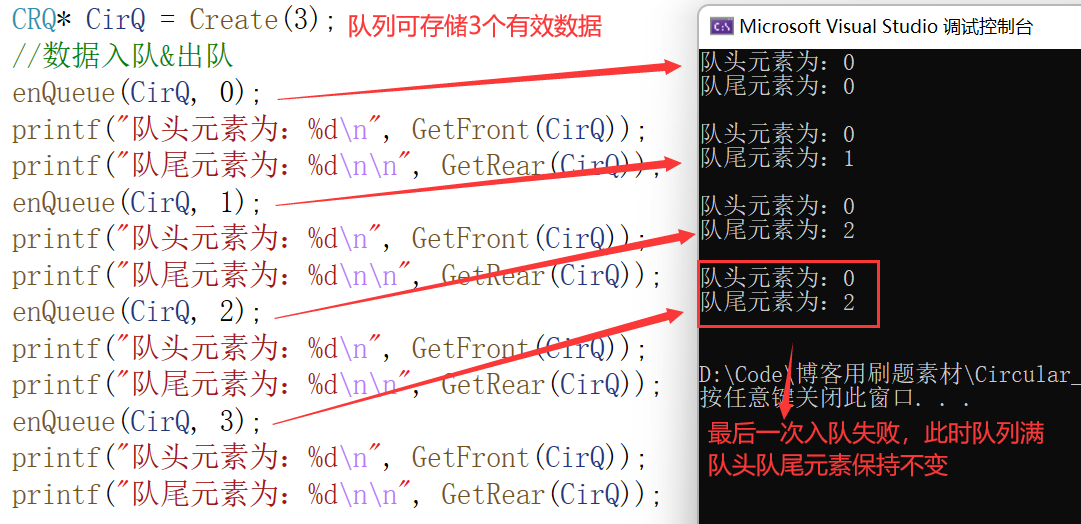 CRQ* CirQ = Create(3);
队列可存储3个有效数据
//数据入队&出队
enQueue(CirQ, 0);
printf("队头元素为：%d\n", GetFront(CirQ));
printf("队尾元素为：%d\n\n", GetRear(CirQ));
enQueue(CirQ, 1);
printf("队头元素为：%d\n", GetFront(CirQ));
printf("队尾元素为：%d\n\n", GetRear(CirQ));
enQueue(CirQ, 2);
printf("队头元素为：%d\n", GetFront(CirQ));
printf("队尾元素为：%d\n\n", GetRear(CirQ));
enQueue(CirQ, 3);
printf("队头元素为：%d\n", GetFront(CirQ));
printf("队尾元素为：%d\n\n", GetRear(CirQ));
Microsoft Visual Studio 调试控制台
队头元素为：0
队尾元素为：0
队头元素为：0
队尾元素为：1
队头元素为：0
队尾元素为：2
队头元素为：0
队尾元素为：2
D:\Code\博客用刷题素材\Circular_
按任意键关闭此窗口. . .
最后一次入队失败，此时队列满
队头队尾元素保持不变